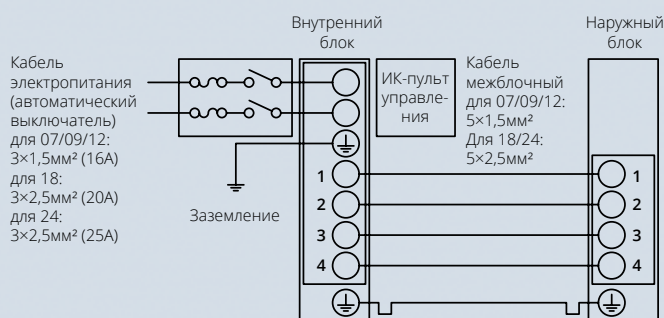 Внутренний
блок
Наружный
блок
Кабель
электропитания
(автоматический
выключатель)
для 07/09/12:
3×1,5мм² (16А)
для 18:
3×2,5мм² (20А)
для 24:
3×2,5мм² (25А)
Заземление
ИК-пульт
управле-
ния
Кабель
межблочный
для 07/09/12:
5×1,5мм²
Для 18/24:
5×2,5мм²
1
2
3
4
1
2
3
4